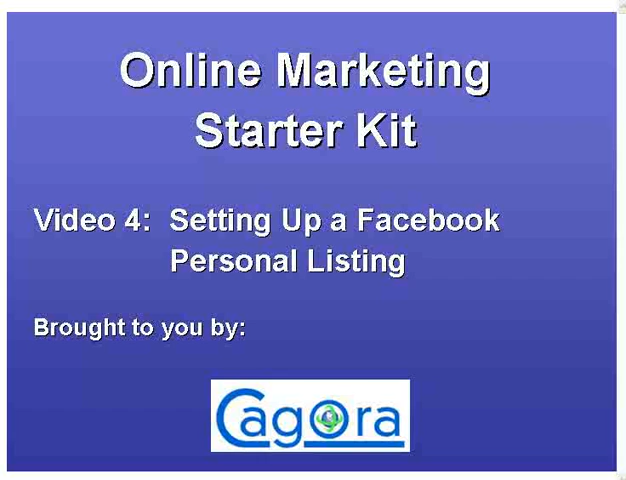 Online Marketing
Starter Kit
Video 4: Setting Up a Facebook
Personal Listing
Brought to you by:
Cagora